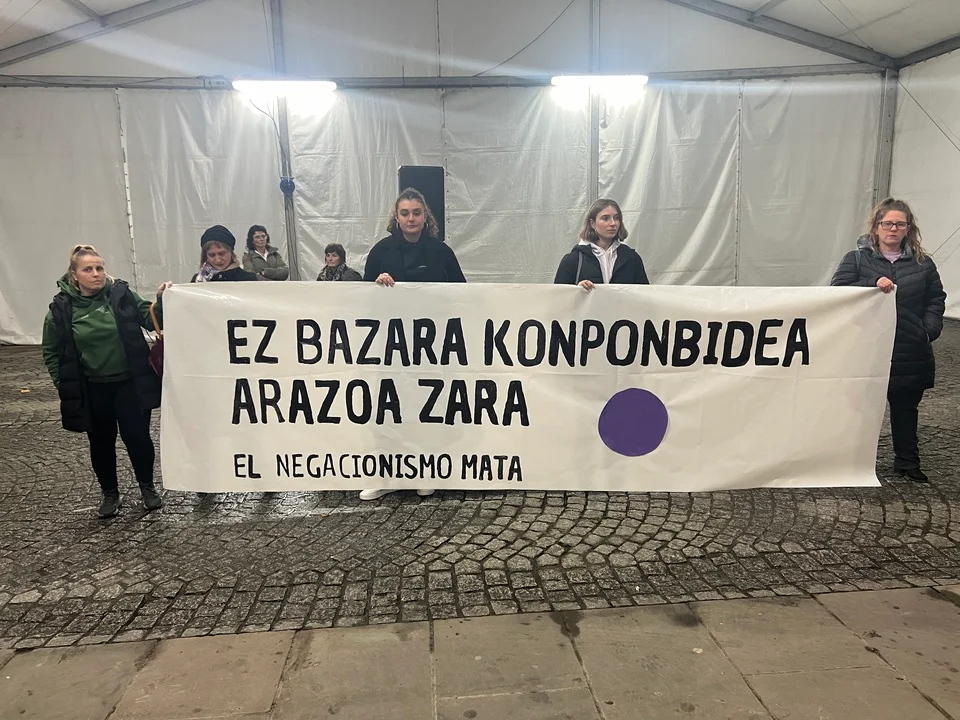 EZ BAZARA KONPONBIDEA
ARAZOA ZARA
EL NEGACIONISMO MATA